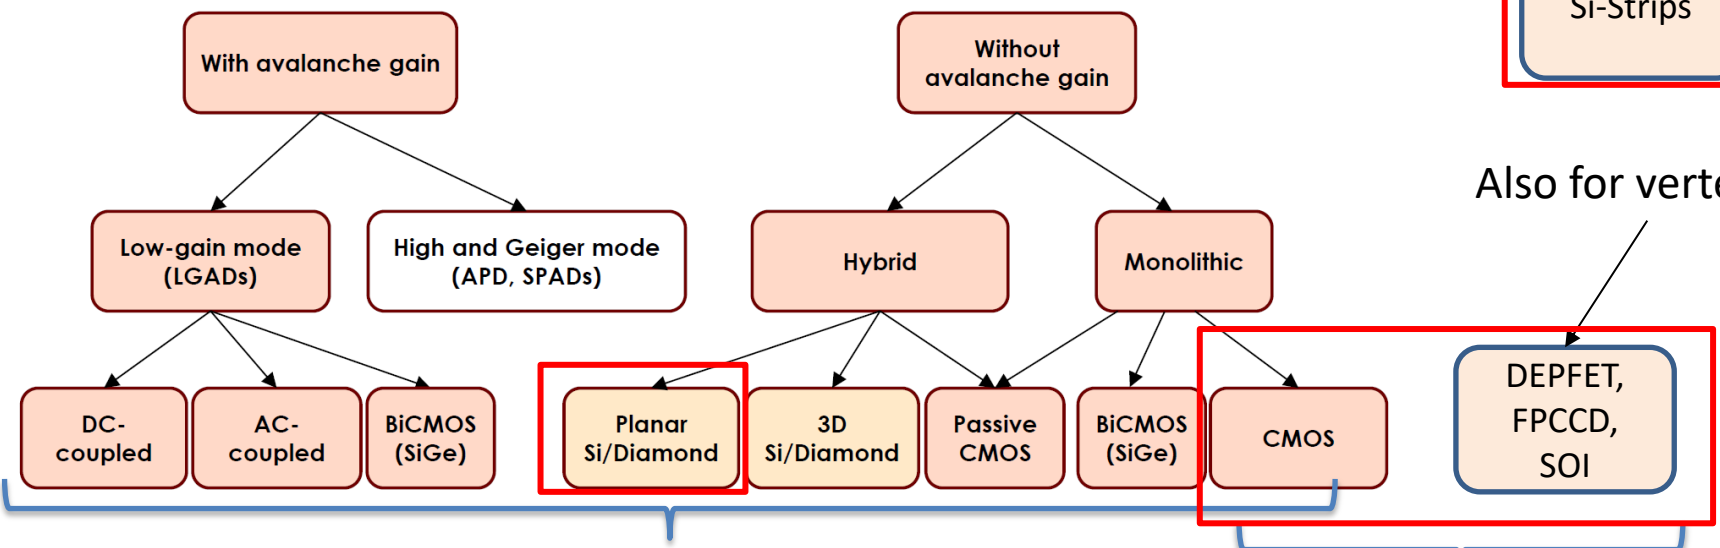 Si-Strips
With avalanche gain
Without
avalanche gain
Also for
Low-gain mode
(LGADs)
High and Geiger mode
(APD, SPADs)
Hybrid
Monolithic
DC-
coupled
AC-
coupled
BiCMOS
(SiGe)
Planar
Si/Diamond
3D
Si/Diamond
Passive
CMOS
BiCMOS
(SiGe)
CMOS
DEPFET,
FPCCD,
SOI